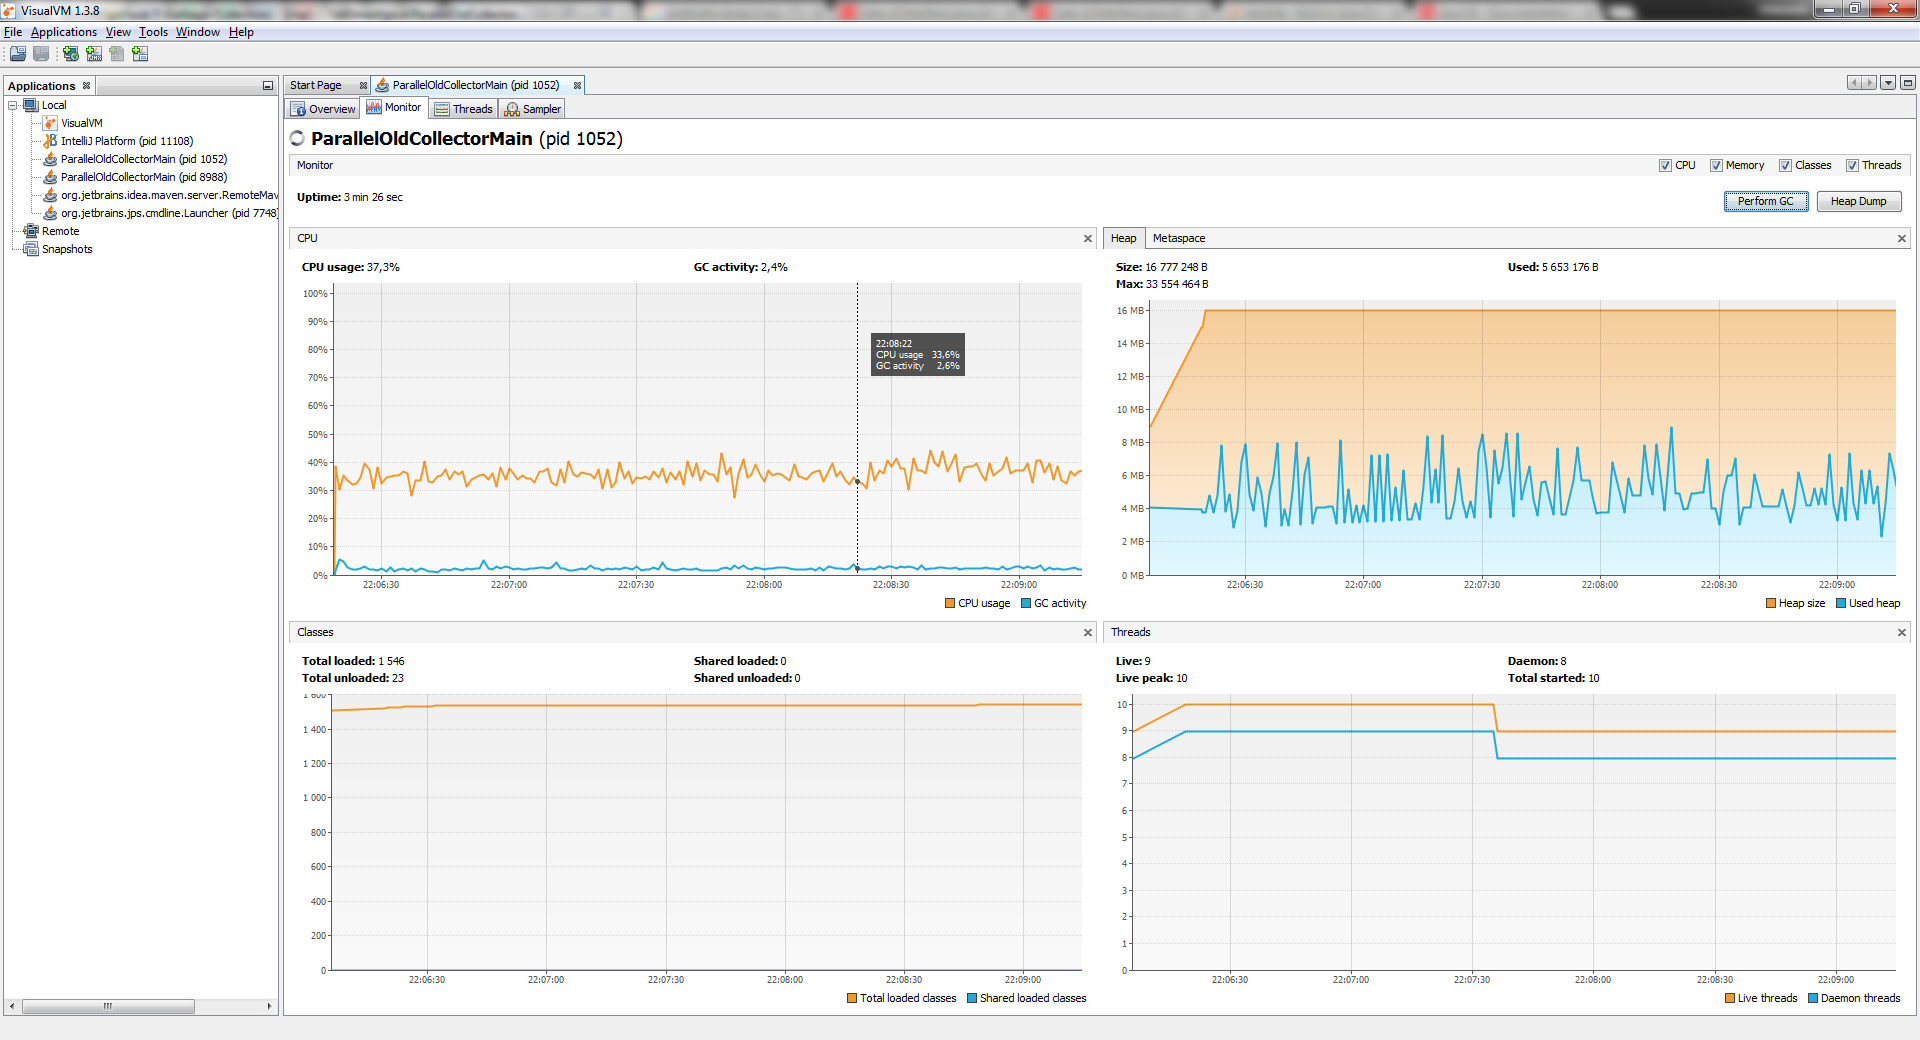 VisualVM 1.3.8
File Applications View Tools Window Help
Applications
Local
VisualVM
IntelliJ Platform (pid 11108)
ParallelOldCollectorMain (pid 1052)
ParallelOldCollectorMain (pid 8988)
org.jetbrains.idea.maven.server.RemoteMav
org.jetbrains.jps.cmdline.Launcher (pid 7748)
Remote
Snapshots
Start Page ParallelOldCollectorMain (pid 1052)
Overview Monitor Threads Sampler
ParallelOldCollectorMain (pid 1052)
Monitor CPU Memory Classes Threads
Uptime: 3 min 26 sec Perform GC Heap Dump
CPU
CPU usage: 37,3% GC activity: 2,4%
100%
90%
80%
70%
60%
50%
40%
30%
20%
10%
0%
22:08:22
CPU usage 33,6%
GC activity 2,6%
22:06:30 22:07:00 22:07:30 22:08:00 22:08:30 22:09:00
CPU usage GC activity
Heap Metaspace
Size: 16 777 248 B Used: 5 653 176 B
Max: 33 554 464 B
16 MB
14 MB
12 MB
10 MB
8 MB
6 MB
4 MB
2 MB
0 MB
22:06:30 22:07:00 22:07:30 22:08:00 22:08:30 22:09:00
Heap size Used heap
Classes
Total loaded: 1 546 Shared loaded: 0
Total unloaded: 23 Shared unloaded: 0
1 600
1 400
1 200
1 000
800
600
400
200
0
22:06:30 22:07:00 22:07:30 22:08:00 22:08:30 22:09:00
Total loaded classes Shared loaded classes
Threads
Live: 9 Daemon: 8
Live peak: 10 Total started: 10
10
9
8
7
6
5
4
3
2
1
0
22:06:30 22:07:00 22:07:30 22:08:00 22:08:30 22:09:00
Live threads Daemon threads